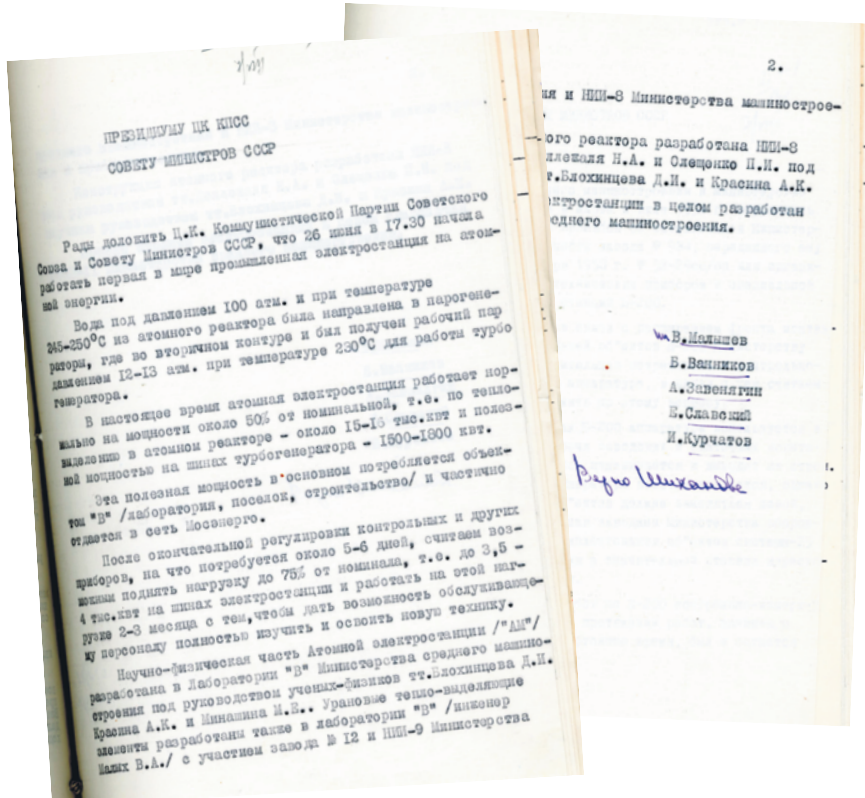 ПРЕЗИДИУМУ ЦК КПСС
СОВЕТУ МИНИСТРОВ СССР
Рады доложить Ц.К. Коммунистической Партии Советского
Союза и Совету Министров СССР, что 26 июня в 17.30 начала
работать первая в мире промышленная электростанция на атом-
ной энергии.
Вода под давлением 100 атм. и при температуре
245-250°С из атомного реактора была направлена в парогене-
раторы, где во вторичном контуре и был получен рабочий пар
давлением 12-13 атм. при температуре 230°С для работы турбо
генератора.
В настоящее время атомная электростанция работает нор-
мально на мощности около 50% от номинальной, т.е. по тепло-
выделению в атомном реакторе - около 15-16 тыс.квт и полез-
ной мощностью на шинах турбогенератора - 1500-1800 квт.
Эта полезная мощность в основном потребляется объек-
том "В" /лаборатория, поселок, строительство/ и частично
отдается в сеть Мосэнерго.
После окончательной регулировки контрольных и других
приборов, на что потребуется около 5-6 дней, считаем воз-
можным поднять нагрузку до 75% от номинала, т.е. до 3,5 -
4 тыс.квт на шинах электростанции и работать на этой наг-
рузке 2-3 месяца с тем,чтобы дать возможность обслуживающе-
му персоналу полностью изучить и освоить новую технику.
Научно-физическая часть Атомной электростанции /"АМ"/
разработана в Лаборатории "В" Министерства среднего машино-
строения под руководством ученых-физиков тт.Блохинцева Д.И.
Красина А.К. и Минашина М.Е.. Урановые тепло-выделяющие
элементы разработаны также в лаборатории "В" /инженер
Малых В.А./ с участием завода № 12 и НИИ-9 Министерства
2.
ия и НИИ-8 Министерства машинострое-
ого реактора разработана НИИ-8
ллежаля Н.А. и Слещенко П.И. под
т.Блохинцева Д.И. и Красина А.К.
ектростанции в целом разработан
реднего машиностроения.
В.Малышев
Б.Ванников
А.Завенягин
Е.Славский
И.Курчатов
Верно